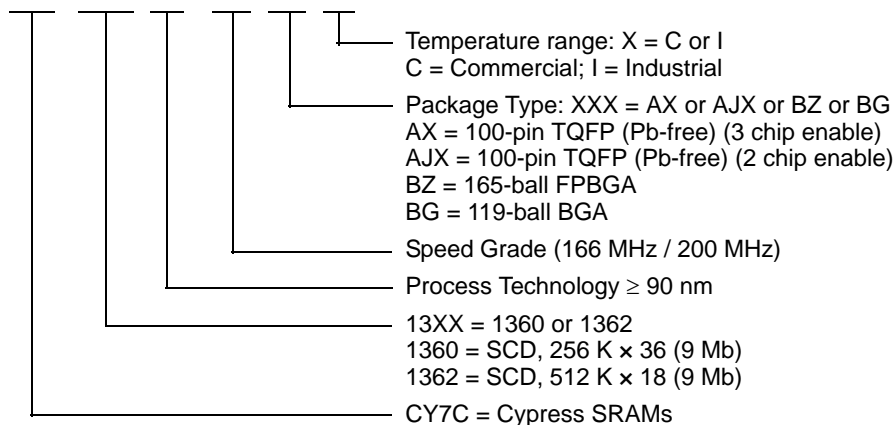 Temperature range: X = C or I
C = Commercial; I = Industrial
Package Type: XXX = AX or AJX or BZ or BG
AX = 100-pin TQFP (Pb-free) (3 chip enable)
AJX = 100-pin TQFP (Pb-free) (2 chip enable)
BZ = 165-ball FPBGA
BG = 119-ball BGA
Speed Grade (166 MHz / 200 MHz)
Process Technology ≥ 90 nm
13XX = 1360 or 1362
1360 = SCD, 256 K × 36 (9 Mb)
1362 = SCD, 512 K × 18 (9 Mb)
CY7C = Cypress SRAMs